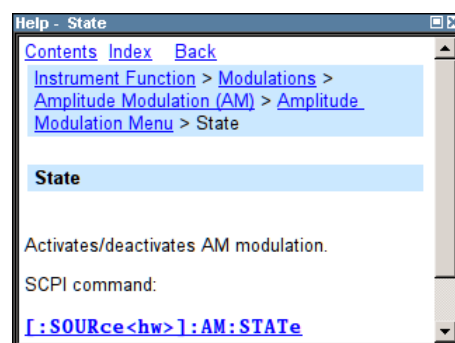 Help - State
Contents Index Back
Instrument Function > Modulations >
Amplitude Modulation (AM) > Amplitude
Modulation Menu > State
State
Activates/deactivates AM modulation.
SCPI command:
[:SOURce<hw>]:AM:STATe